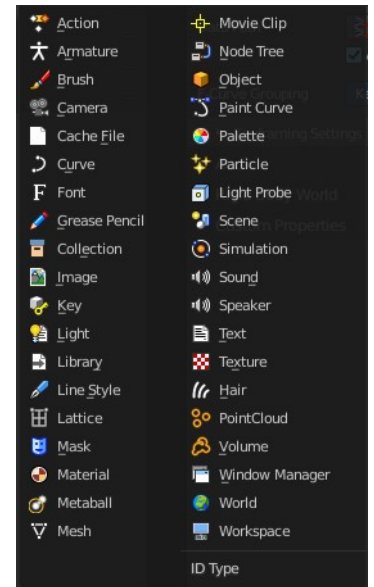 Action
Armature
Brush
Camera
Cache File
Curve
Font
Grease Pencil
Collection
Image
Key
Light
Library
Line Style
Lattice
Mask
Material
Metaball
Mesh
Movie Clip
Node Tree
Object
Paint Curve
Palette
Particle
Light Probe
Scene
Simulation
Sound
Speaker
Text
Texture
Hair
PointCloud
Volume
Window Manager
World
Workspace
ID Type